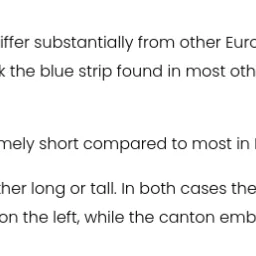 iffer substantially from other Euro
k the blue strip found in most oth
mely short compared to most in
her long or tall. In both cases the
on the left, while the canton emb